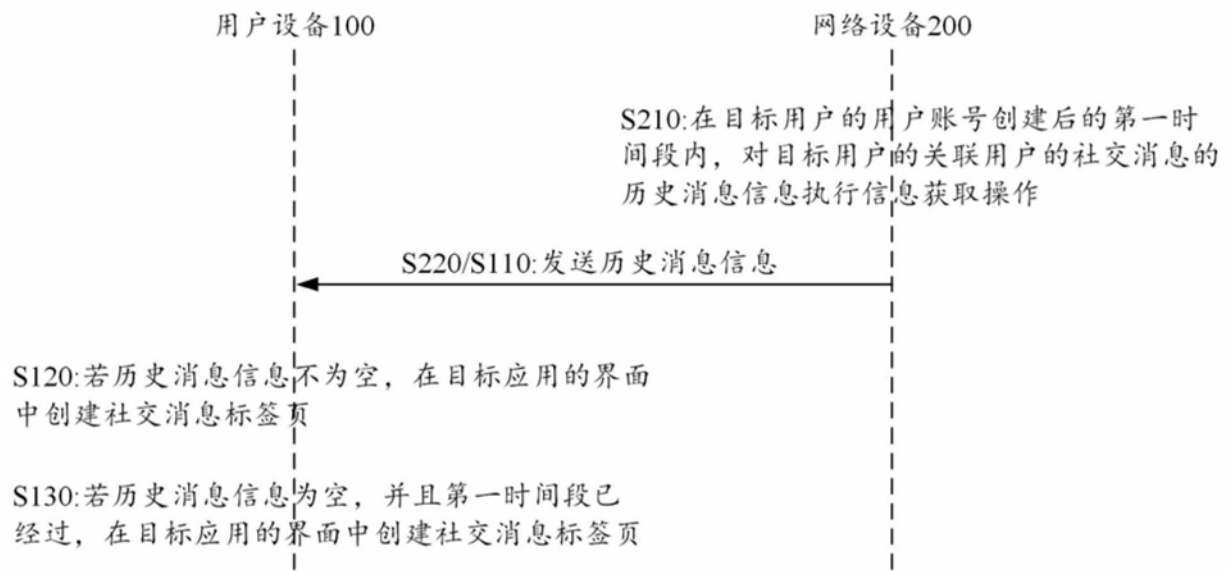 用户设备100
网络设备200
S210:在目标用户的用户账号创建后的第一时
间段内，对目标用户的关联用户的社交消息的
历史消息信息执行信息获取操作
S220/S110:发送历史消息信息
S120:若历史消息信息不为空，在目标应用的界面
中创建社交消息标签页
S130:若历史消息信息为空，并且第一时间段已
经过，在目标应用的界面中创建社交消息标签页